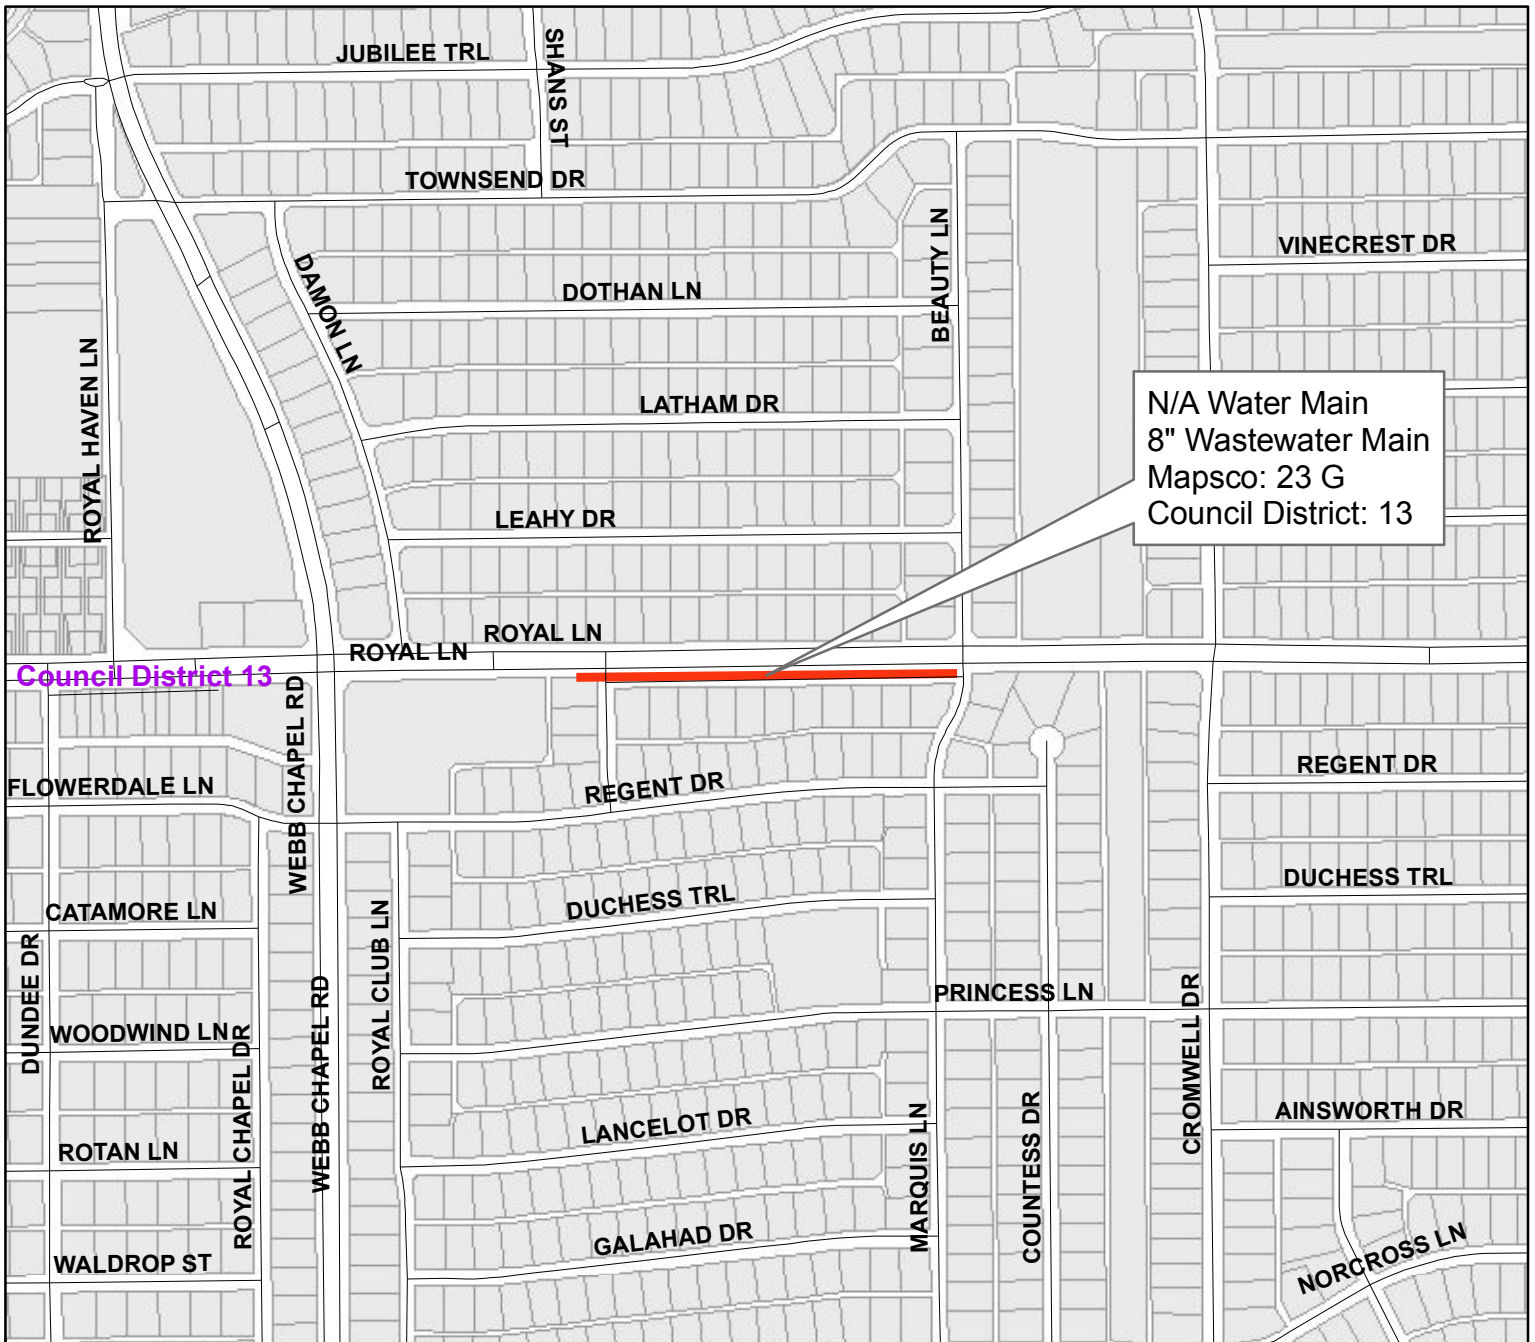 JUBILEE TRL
SHANS ST
TOWNSEND DR
BEAUTY LN
VINECREST DR
DAMON LN
DOTHAN LN
ROYAL HAVEN LN
LATHAM DR
N/A Water Main
8" Wastewater Main
Mapsco: 23 G
Council District: 13
LEAHY DR
ROYAL LN
ROYAL LN
Council District 13
WEBB CHAPEL RD
FLOWERDALE LN
REGENT DR
REGENT DR
DUCHESS TRL
DUCHESS TRL
CATAMORE LN
DUNDEE DR
ROYAL CLUB LN
WEBB CHAPEL RD
PRINCESS LN
CROMWELL DR
WOODWIND LN
ROYAL CHAPEL DR
LANCELOT DR
MARQUIS LN
COUNTESS DR
AINSWORTH DR
ROTAN LN
GALAHAD DR
WALDROP ST
NORCROSS LN